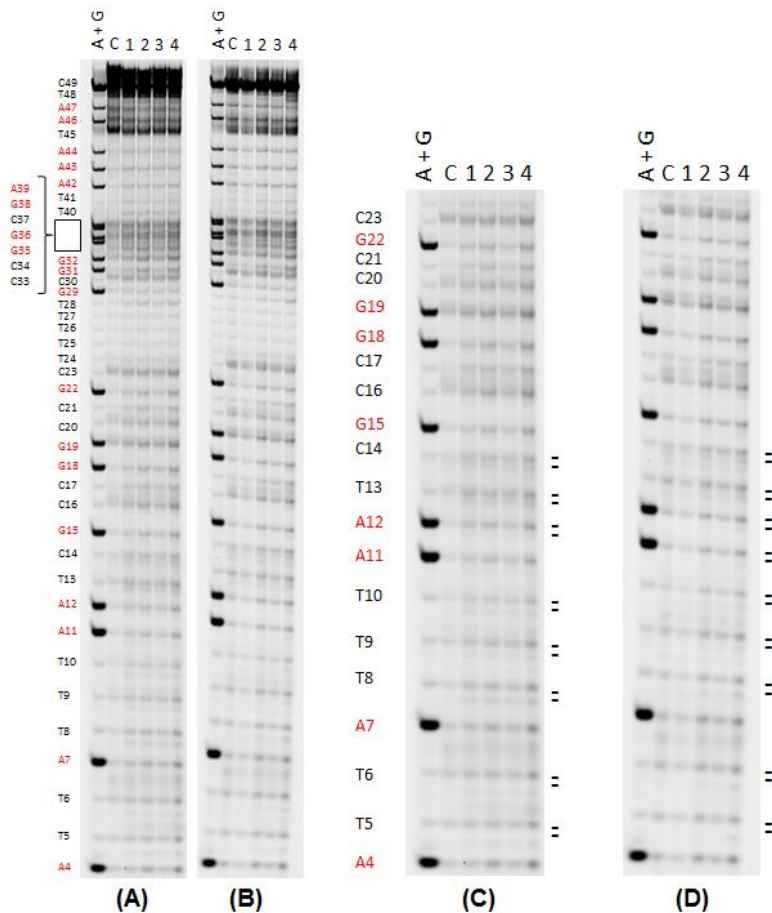 A + G C 1 2 3 4
A + G C 1 2 3 4
C49
T48
A47
A46
T45
A44
A43
A42
T41
T40
A39
G38
C37
G36
G35
C34
C33
G32
G31
C30
G29
T28
T27
T26
T25
T24
C23
G22
C21
C20
G19
G18
C17
C16
G15
C14
T13
A12
A11
T10
T9
T8
A7
T6
T5
A4
(A) (B)
A + G C 1 2 3 4
A + G C 1 2 3 4
C23
G22
C21
C20
G19
G18
C17
C16
G15
C14
T13
A12
A11
T10
T9
T8
A7
T6
T5
A4
(C) (D)